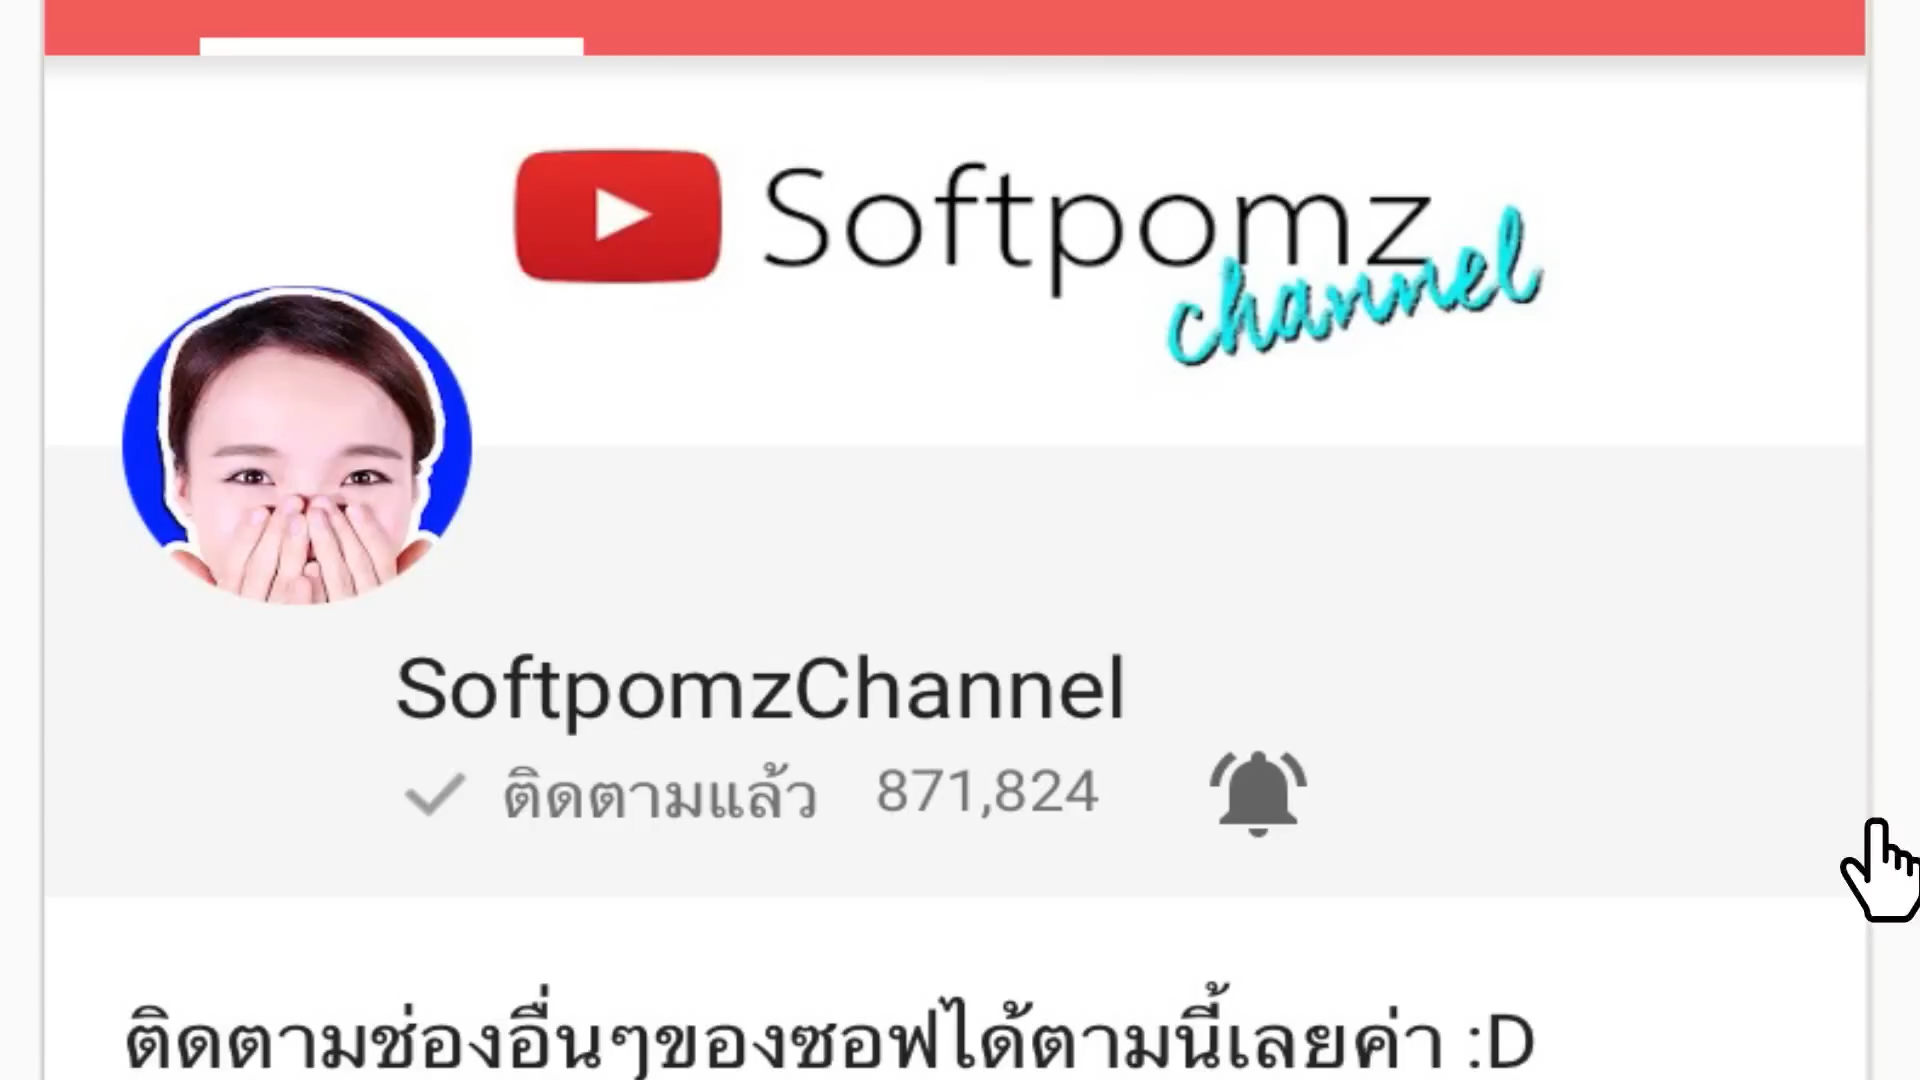 Softpomz
channel
SoftpomzChannel
ติดตามแล้ว 871,824
ติดตามช่องอื่นๆของซอฟได้ตามนี้เลยค่า :D